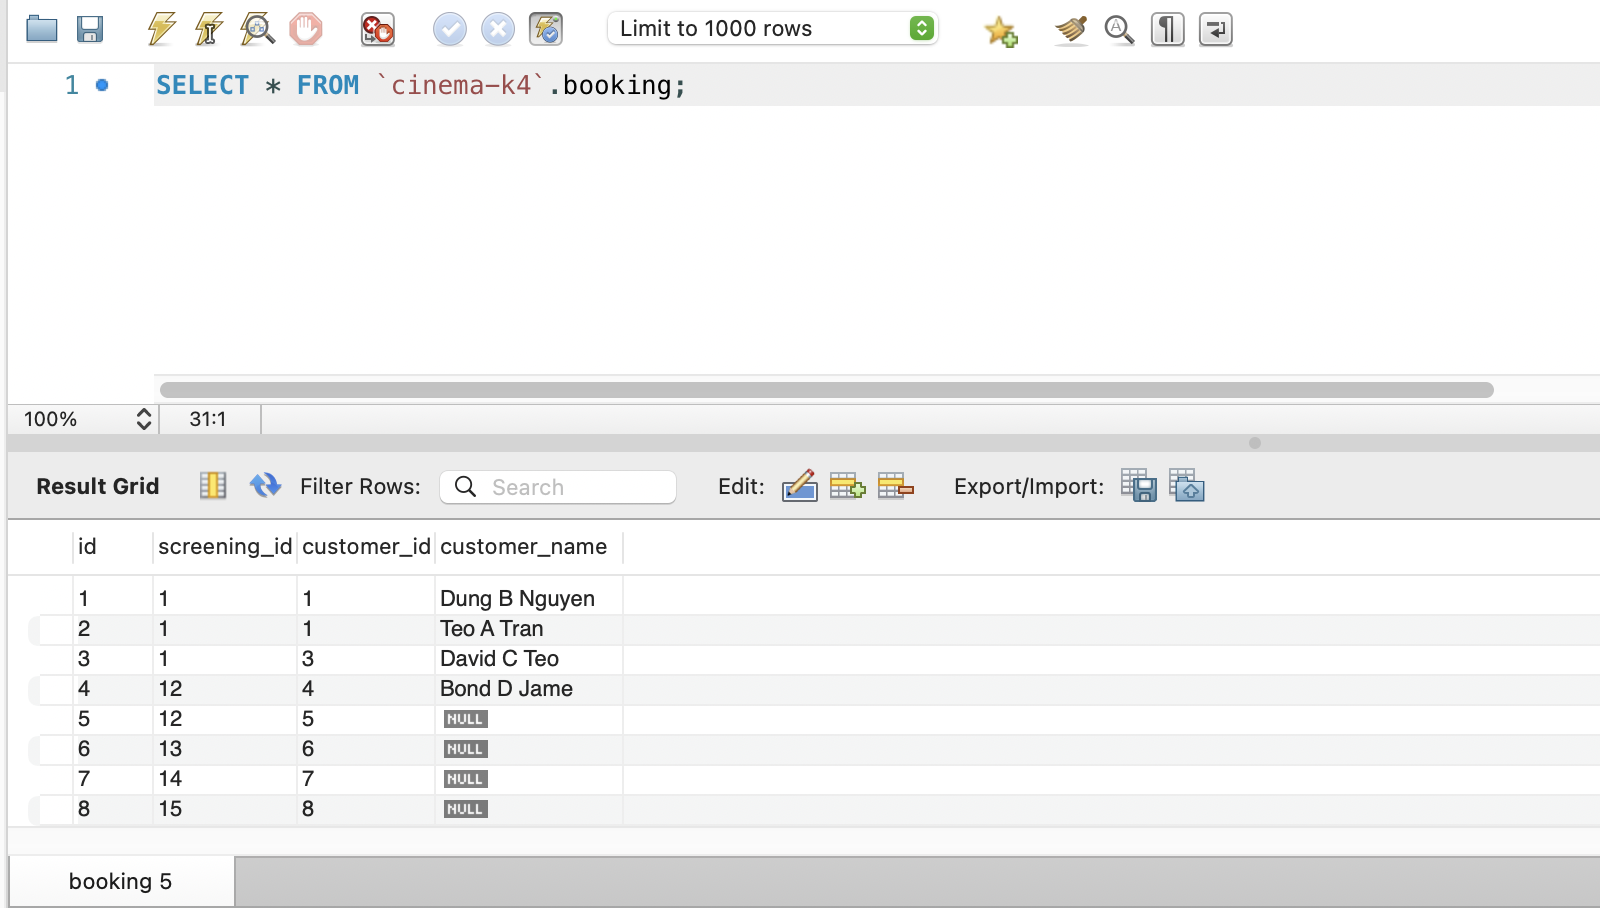 Limit to 1000 rows
1 SELECT * FROM `cinema-k4`.booking;
100% 31:1
Result Grid Filter Rows: Search Edit: Export/Import:
id screening_id customer_id customer_name
1 1 1 Dung B Nguyen
2 1 1 Teo A Tran
3 1 3 David C Teo
4 12 4 Bond D Jame
5 12 5 NULL
6 13 6 NULL
7 14 7 NULL
8 15 8 NULL
booking 5